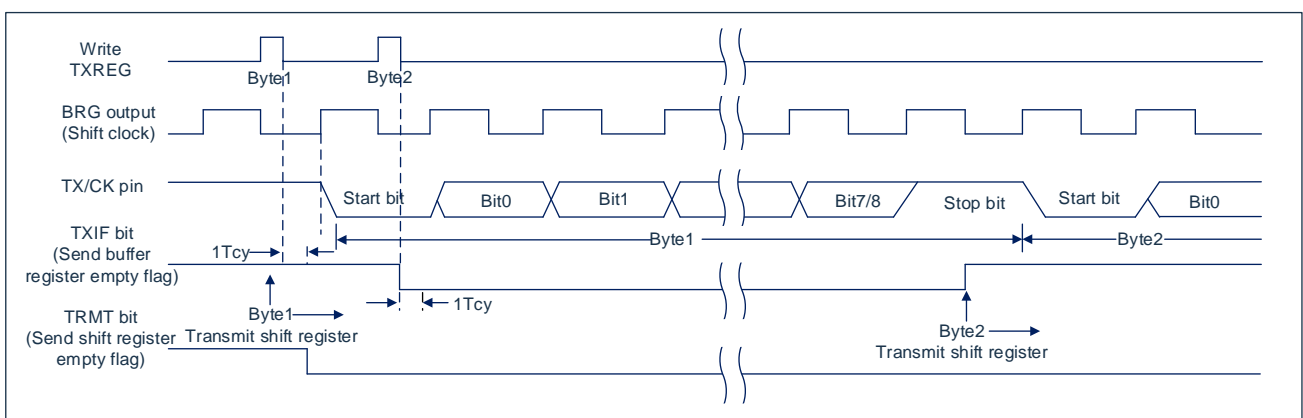 Write
TXREG
Byte1
Byte2
BRG output
(Shift clock)
TX/CK pin
Start bit
Bit0
Bit1
Bit7/8
Stop bit
Start bit
Bit0
TXIF bit
(Send buffer
register empty flag)
1Tcy
Byte1
Byte2
1Tcy
Byte1
Transmit shift register
Byte2
Transmit shift register
TRMT bit
(Send shift register
empty flag)